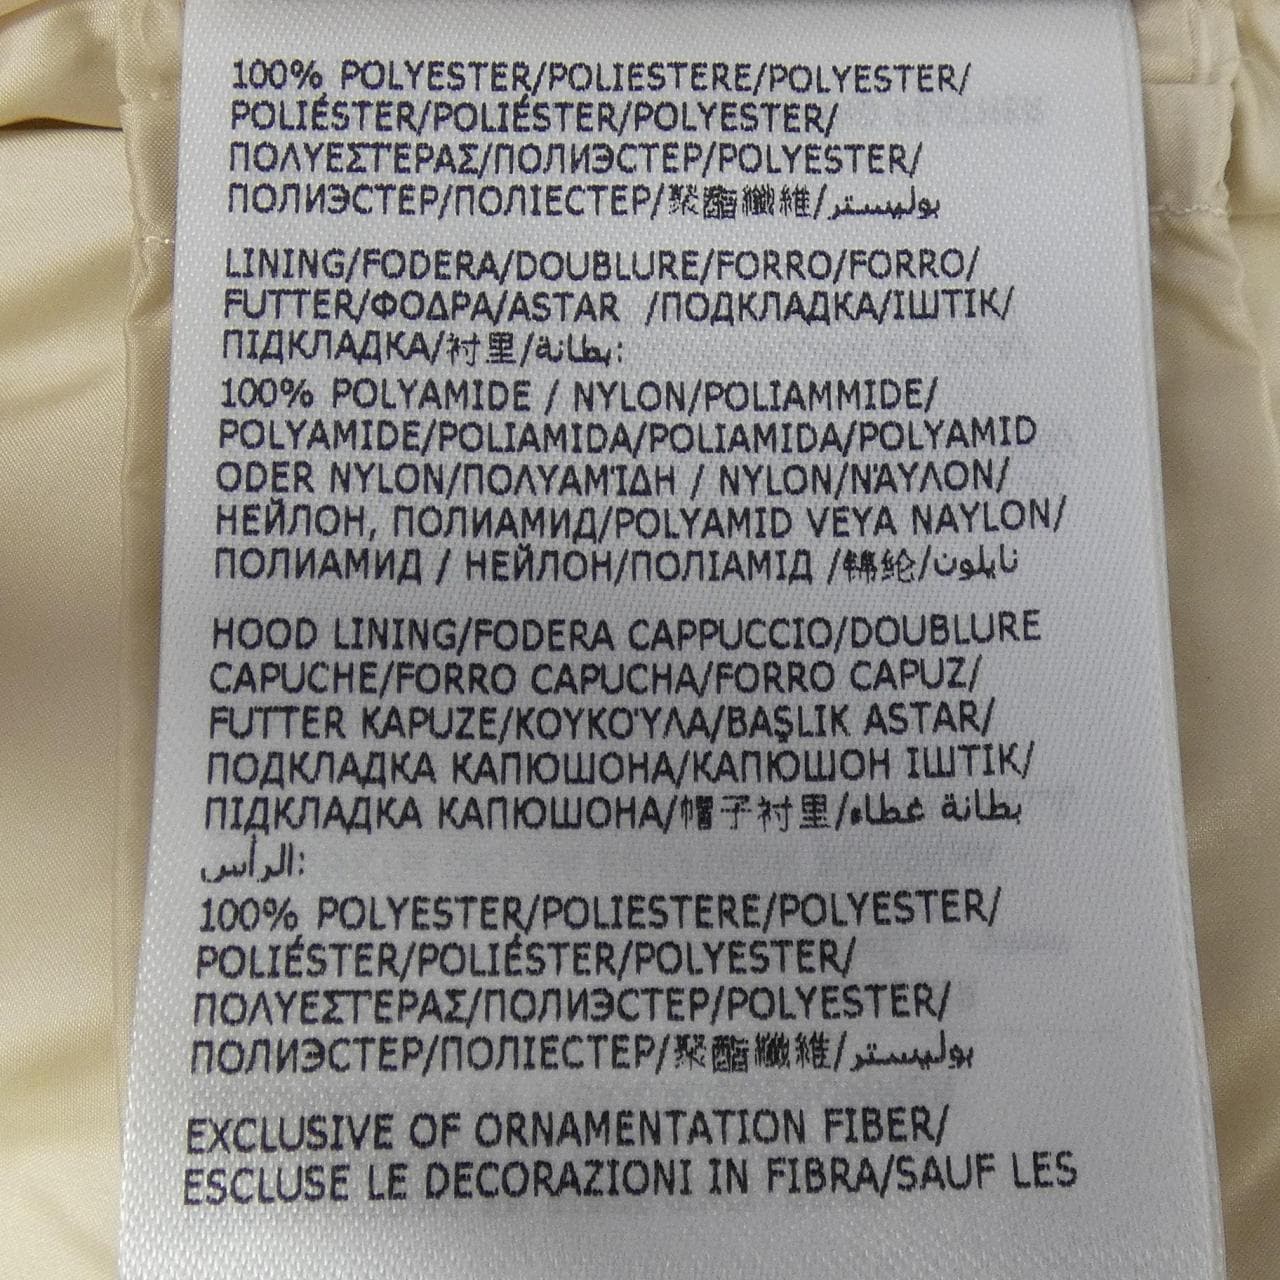 100% POLYESTER/POLIESTERE/POLYESTER/
POLIÉSTER/POLIÉSTER/POLYESTER/
ΠΟΛΥΕΣΤΕΡΑΣ/ПОЛИЭСТЕР/POLYESTER/
ПОЛИЭСТЕР/ПОЛІЕСТЕР/聚酯纖維/بوليستر
LINING/FODERA/DOUBLURE/FORRO/FORRO/
FUTTER/ΦΟΔΡΑ/ASTAR /ПОДКЛАДКА/ІШТІК/
ПІДКЛАДКА/衬里/بطانة:
100% POLYAMIDE / NYLON/POLIAMMIDE/
POLYAMIDE/POLIAMIDA/POLIAMIDA/POLYAMID
ODER NYLON/ΠΟΛΥΑΜΊΔΗ / NYLON/ΝΆΥΛΟΝ/
НЕЙЛОН, ПОЛИАМИД/POLYAMID VEYA NAYLON/
ПОЛИАМИД / НЕЙЛОН/ПОЛІАМІД /锦纶/نايلون
HOOD LINING/FODERA CAPPUCCIO/DOUBLURE
CAPUCHE/FORRO CAPUCHA/FORRO CAPUZ/
FUTTER KAPUZE/ΚΟΥΚΟΎΛΑ/BAŞLIK ASTAR/
ПОДКЛАДКА КАПЮШОНА/КАПЮШОН ІШТІК/
ПІДКЛАДКА КАПЮШОНА/帽子衬里/بطانة غطاء
الرأس:
100% POLYESTER/POLIESTERE/POLYESTER/
POLIÉSTER/POLIÉSTER/POLYESTER/
ΠΟΛΥΕΣΤΕΡΑΣ/ПОЛИЭСТЕР/POLYESTER/
ПОЛИЭСТЕР/ПОЛІЕСТЕР/聚酯纖維/بوليستر
EXCLUSIVE OF ORNAMENTATION FIBER/
ESCLUSE LE DECORAZIONI IN FIBRA/SAUF LES